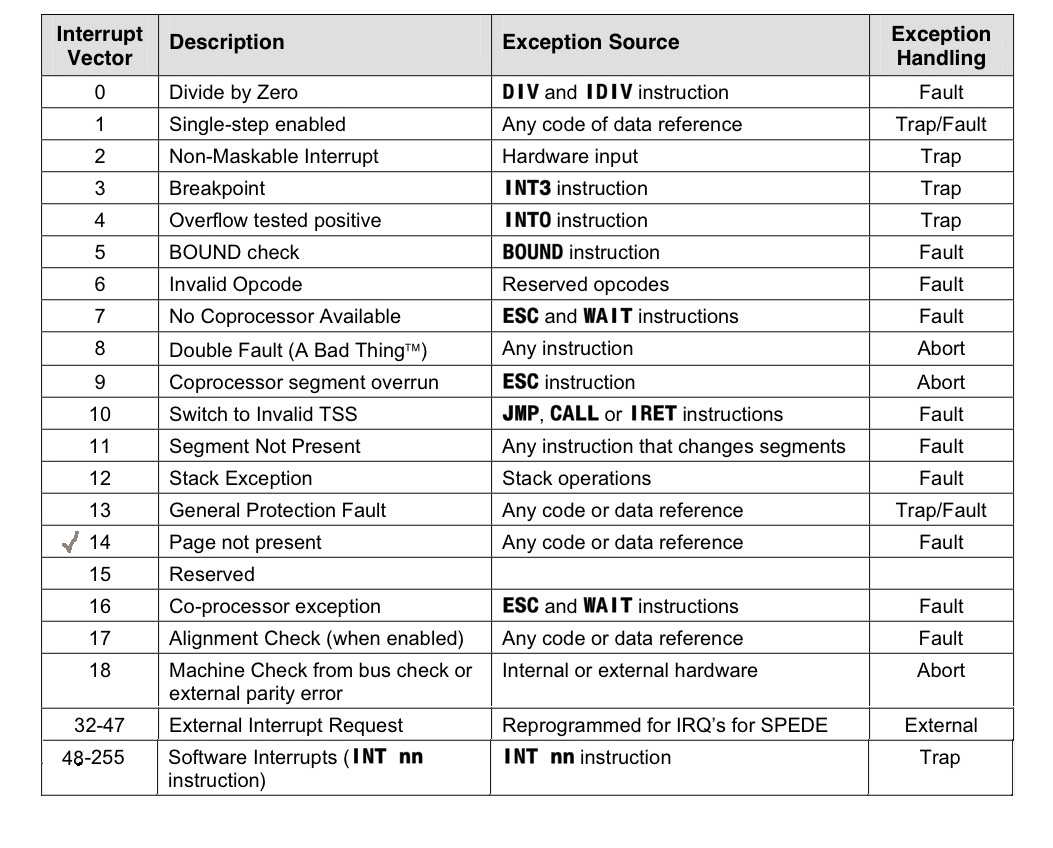 Interrupt Vector Description Exception Source Exception Handling
0 Divide by Zero DIV and IDIV instruction Fault
1 Single-step enabled Any code of data reference Trap/Fault
2 Non-Maskable Interrupt Hardware input Trap
3 Breakpoint INT3 instruction Trap
4 Overflow tested positive INTO instruction Trap
5 BOUND check BOUND instruction Fault
6 Invalid Opcode Reserved opcodes Fault
7 No Coprocessor Available ESC and WAIT instructions Fault
8 Double Fault (A Bad Thing™) Any instruction Abort
9 Coprocessor segment overrun ESC instruction Abort
10 Switch to Invalid TSS JMP, CALL or IRET instructions Fault
11 Segment Not Present Any instruction that changes segments Fault
12 Stack Exception Stack operations Fault
13 General Protection Fault Any code or data reference Trap/Fault
✓ 14 Page not present Any code or data reference Fault
15 Reserved
16 Co-processor exception ESC and WAIT instructions Fault
17 Alignment Check (when enabled) Any code or data reference Fault
18 Machine Check from bus check or Internal or external hardware Abort
external parity error
32-47 External Interrupt Request Reprogrammed for IRQ's for SPEDE External
48-255 Software Interrupts (INT nn INT nn instruction Trap
instruction)